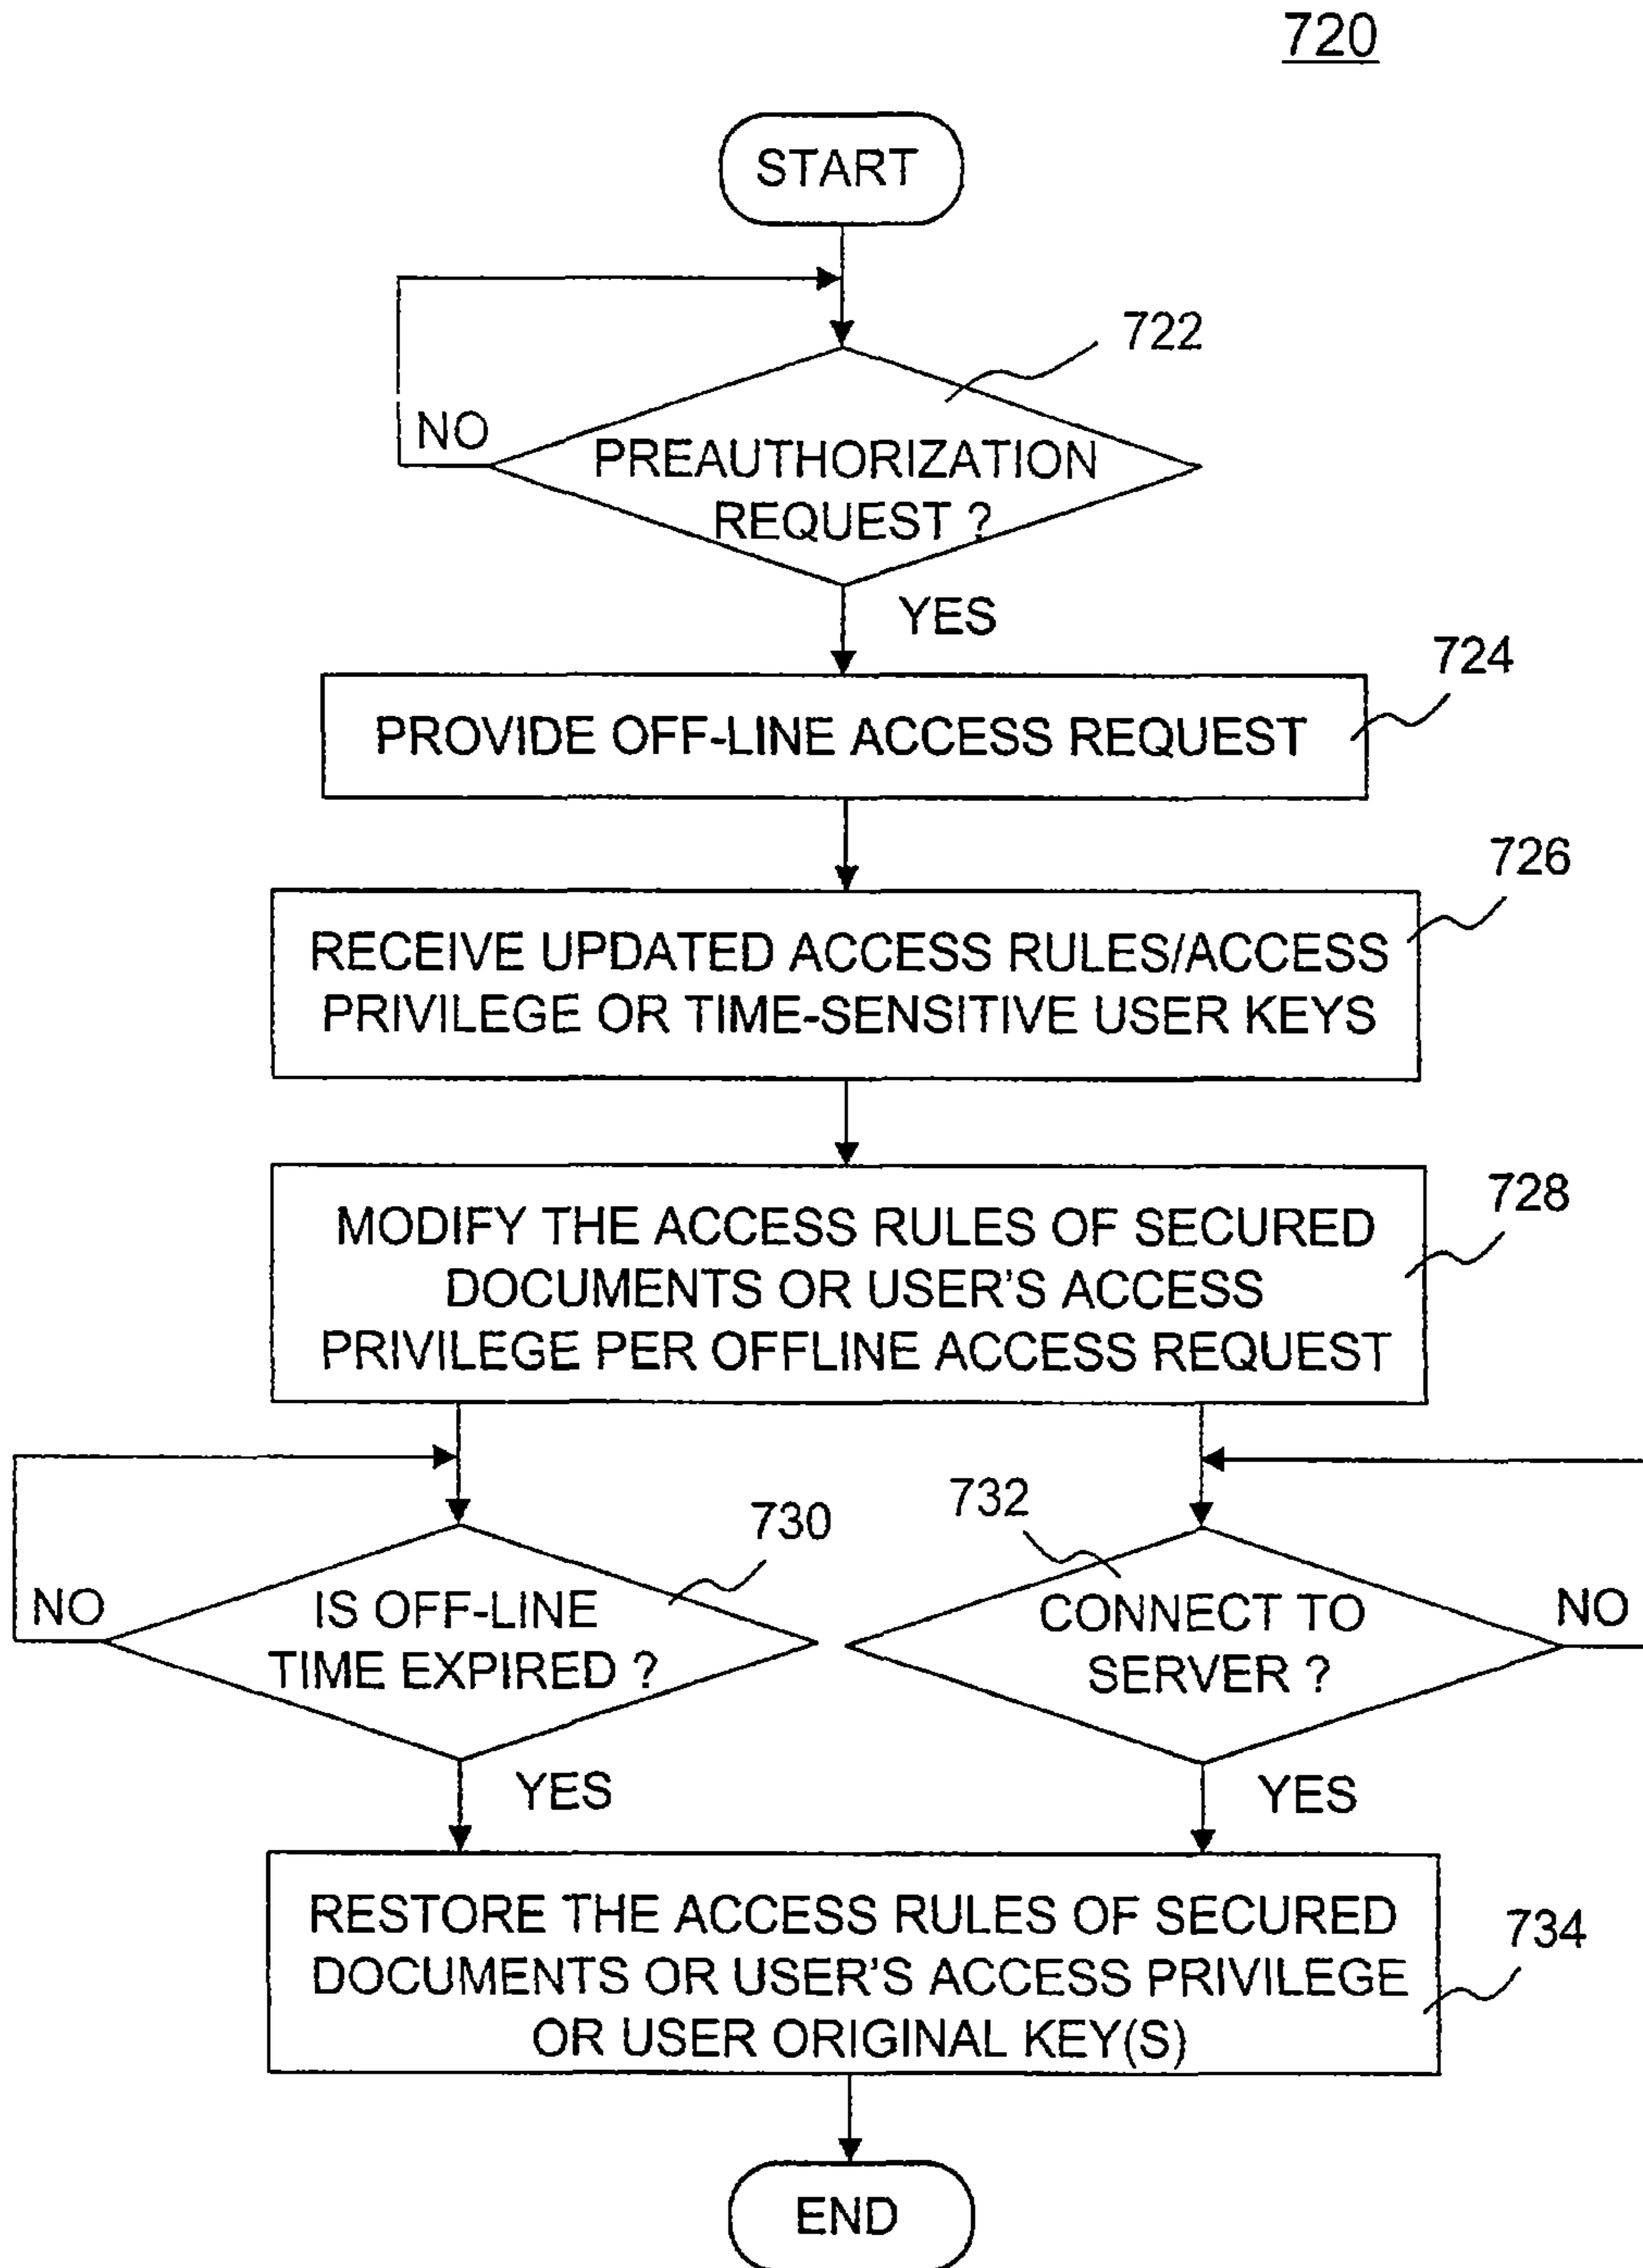 720
START
722
NO
PREAUTHORIZATION
REQUEST ?
YES
724
PROVIDE OFF-LINE ACCESS REQUEST
726
RECEIVE UPDATED ACCESS RULES/ACCESS
PRIVILEGE OR TIME-SENSITIVE USER KEYS
728
MODIFY THE ACCESS RULES OF SECURED
DOCUMENTS OR USER'S ACCESS
PRIVILEGE PER OFFLINE ACCESS REQUEST
730
NO
IS OFF-LINE
TIME EXPIRED ?
YES
732
CONNECT TO
SERVER ?
NO
YES
734
RESTORE THE ACCESS RULES OF SECURED
DOCUMENTS OR USER'S ACCESS PRIVILEGE
OR USER ORIGINAL KEY(S)
END